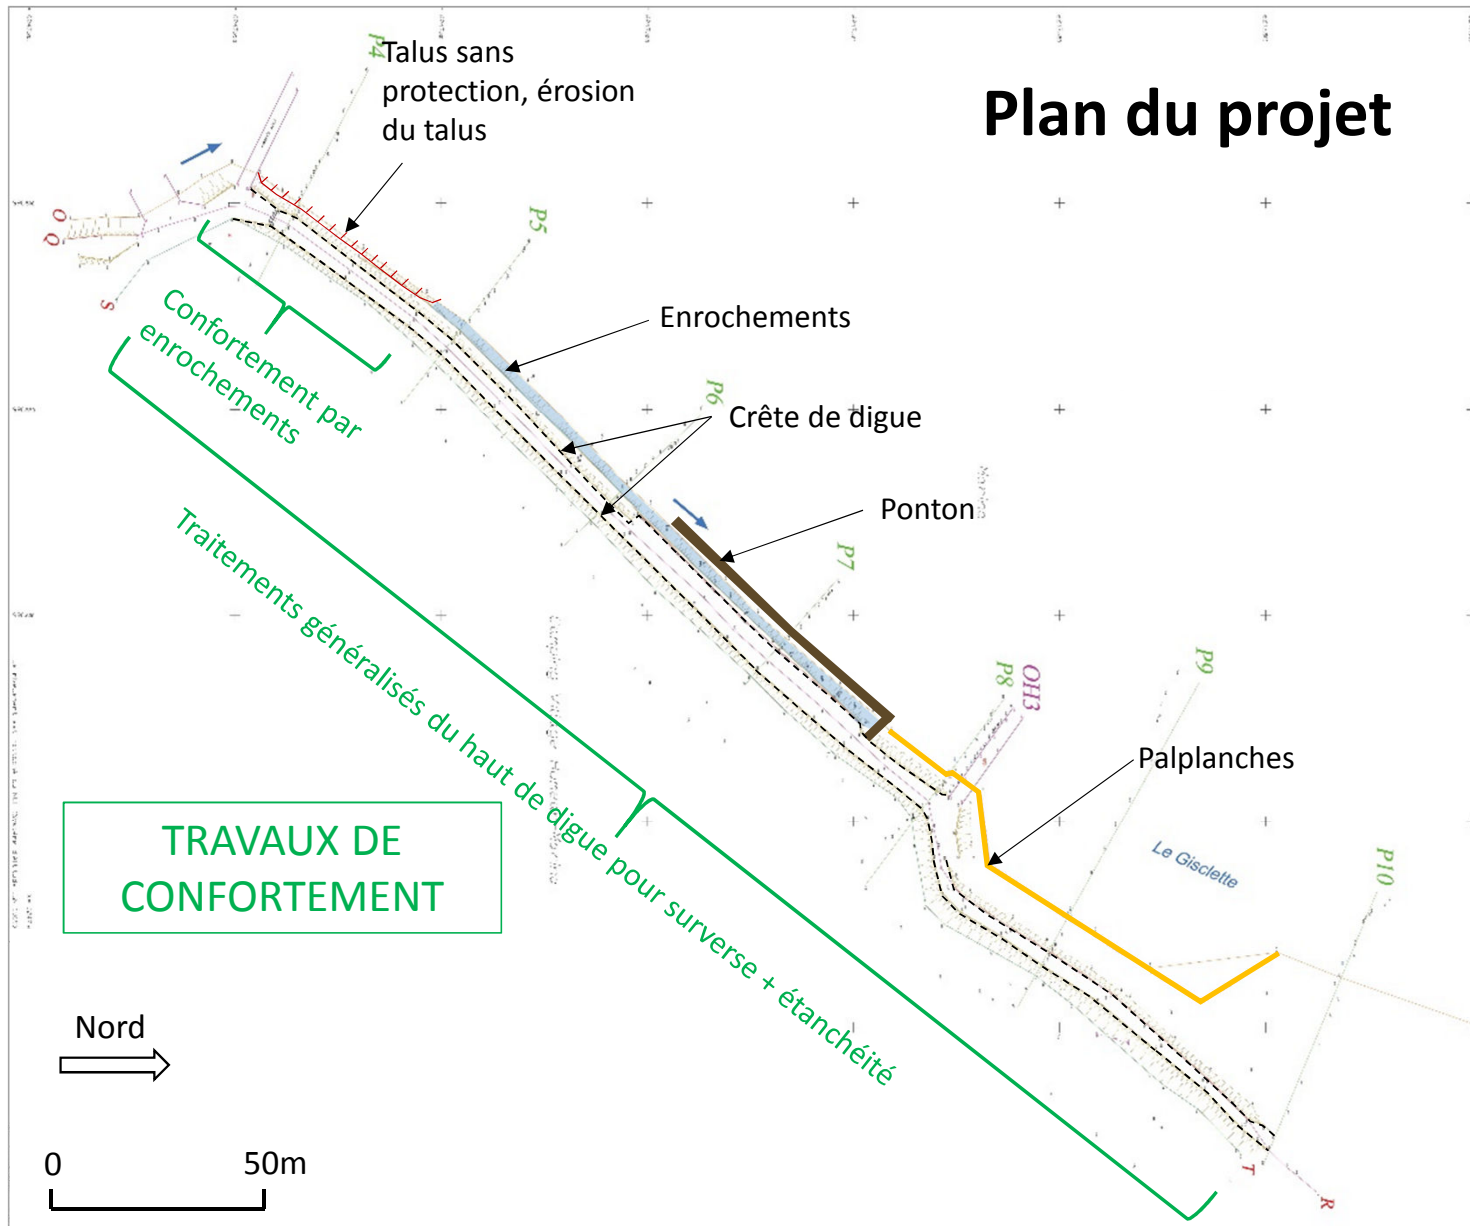 Plan du projet
P4
Talus sans
protection, érosion
du talus
O
Q
S
P5
Confortement par
enrochements
Enrochements
P6
Crête de digue
Ponton
P7
Traitements généralisés du haut de digue pour surverse + étanchéité
P8
OH3
P9
Palplanches
Le Gisclette
P10
TRAVAUX DE
CONFORTEMENT
Nord
0 50m
T
R